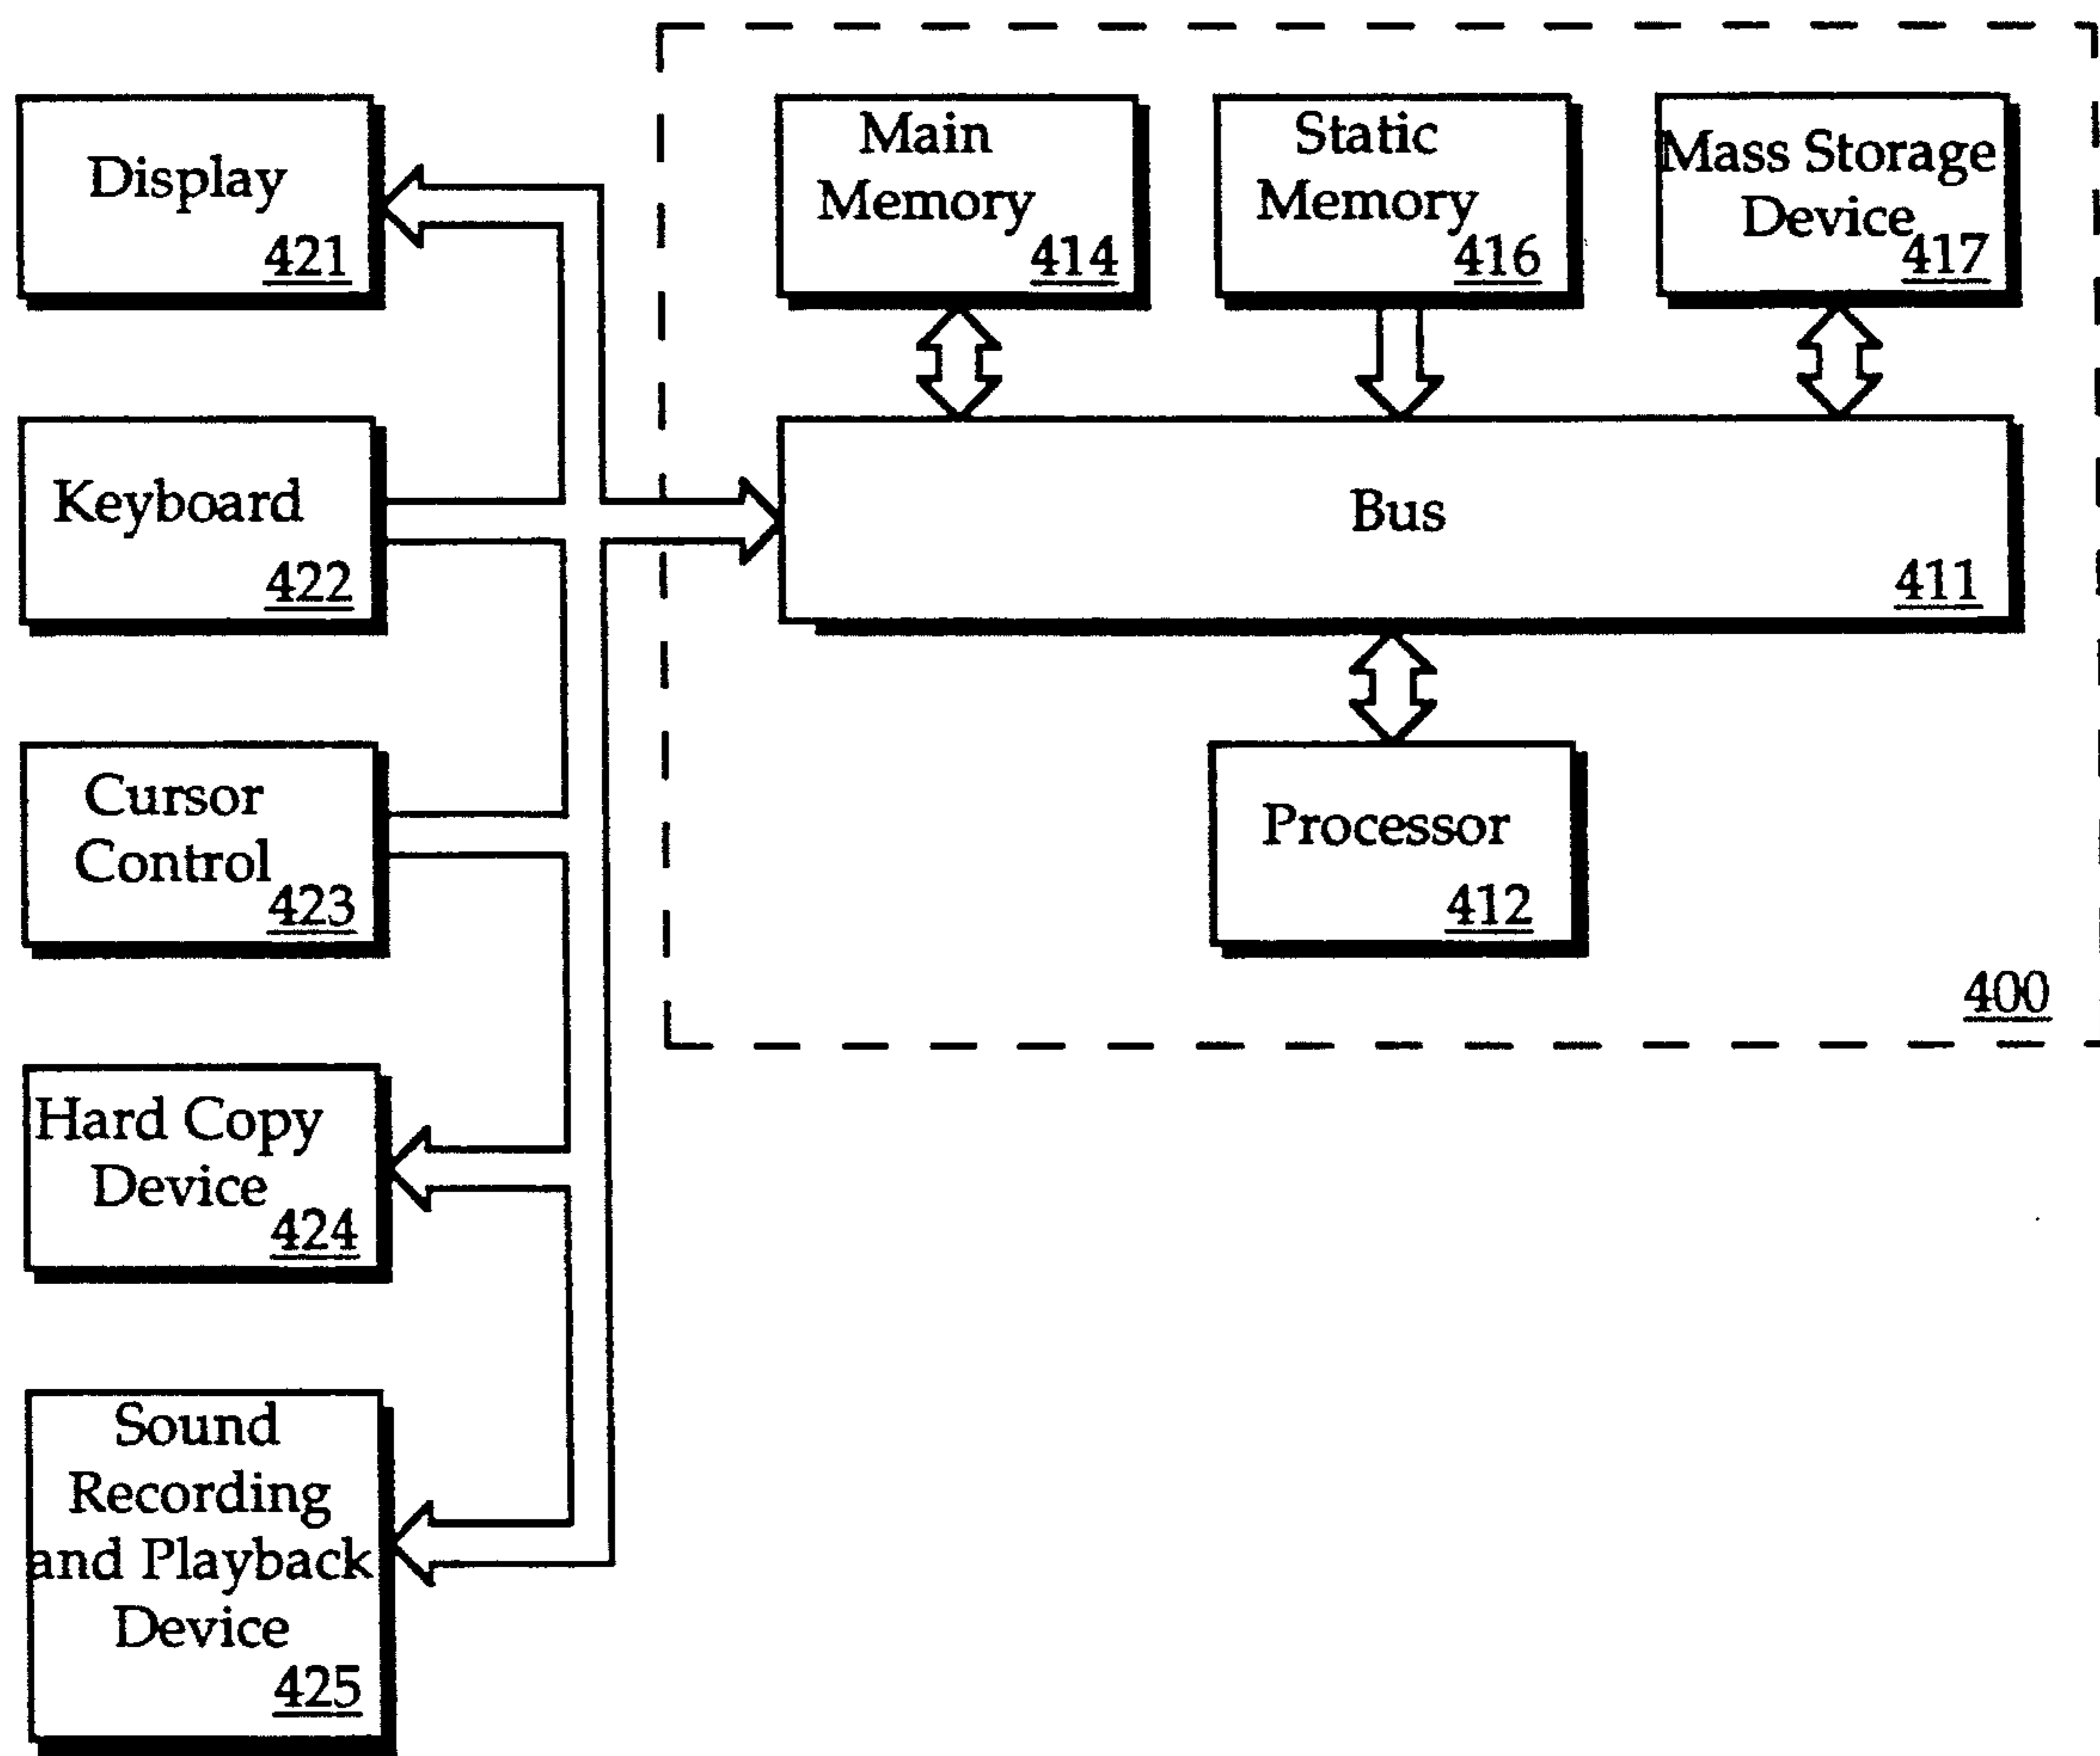 Display
421
Keyboard
422
Cursor
Control
423
Hard Copy
Device
424
Sound
Recording
and Playback
Device
425
Main
Memory
414
Static
Memory
416
Mass Storage
Device
417
Bus
411
Processor
412
400